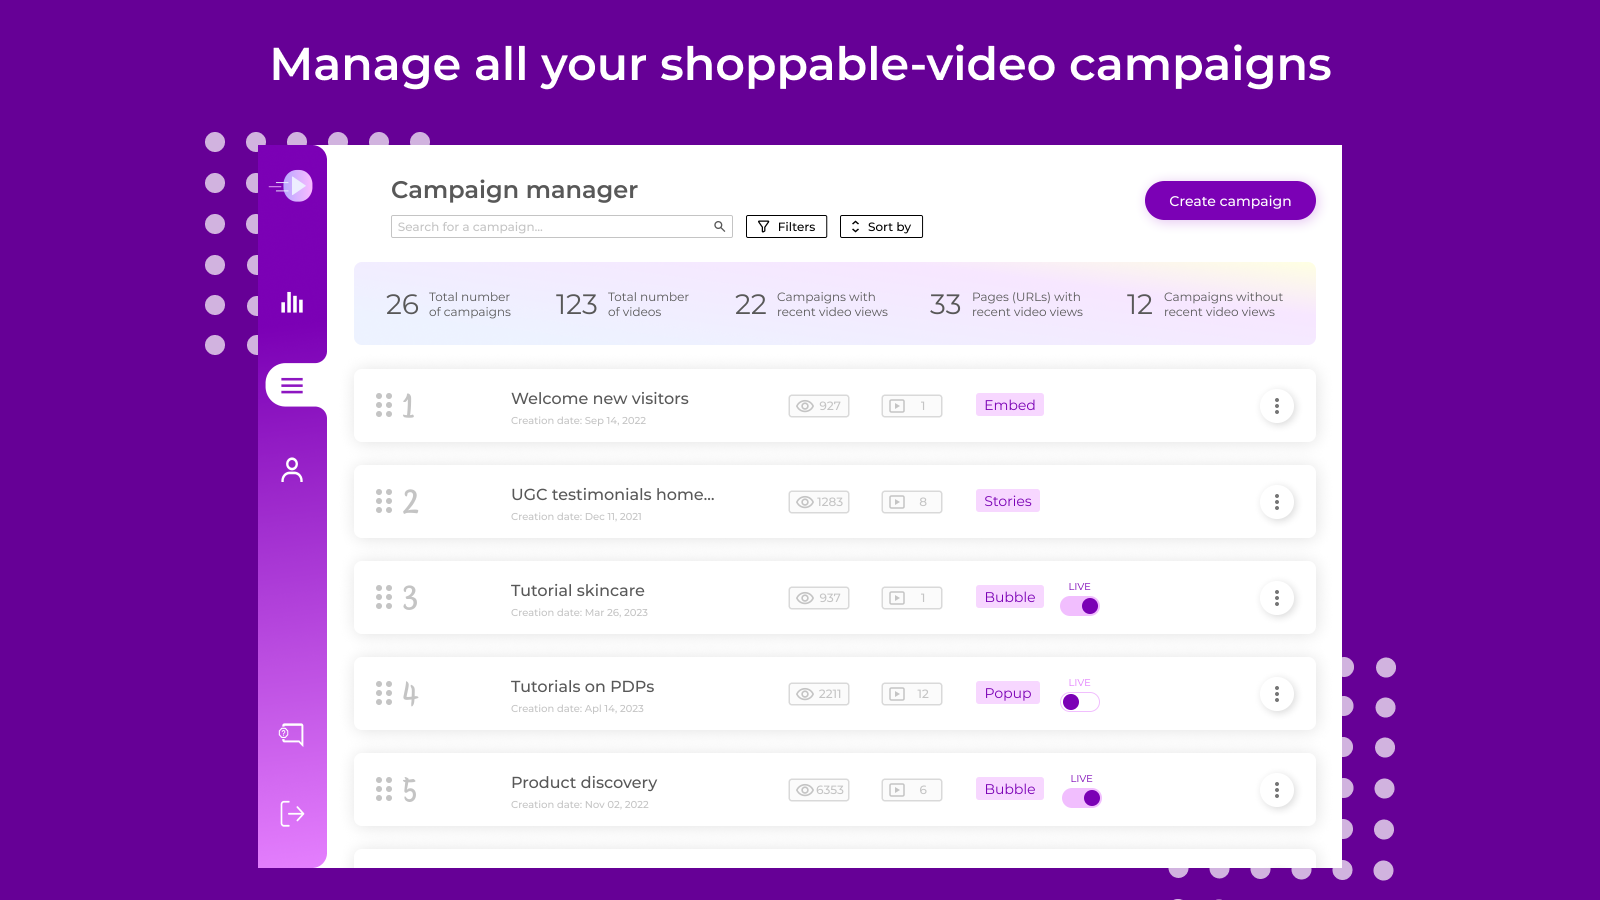 Manage all your shoppable-video campaigns
Campaign manager
Create campaign
Search for a campaign...
Filters
Sort by
26 Total number
of campaigns
123 Total number
of videos
22 Campaigns with
recent video views
33 Pages (URLs) with
recent video views
12 Campaigns without
recent video views
1 Welcome new visitors 927 1 Embed
Creation date: Sep 14, 2022
2 UGC testimonials home... 1283 8 Stories
Creation date: Dec 11, 2021
LIVE
3 Tutorial skincare 937 1 Bubble
Creation date: Mar 26, 2023
LIVE
4 Tutorials on PDPs 2211 12 Popup
Creation date: Apl 14, 2023
LIVE
5 Product discovery 6353 6 Bubble
Creation date: Nov 02, 2022